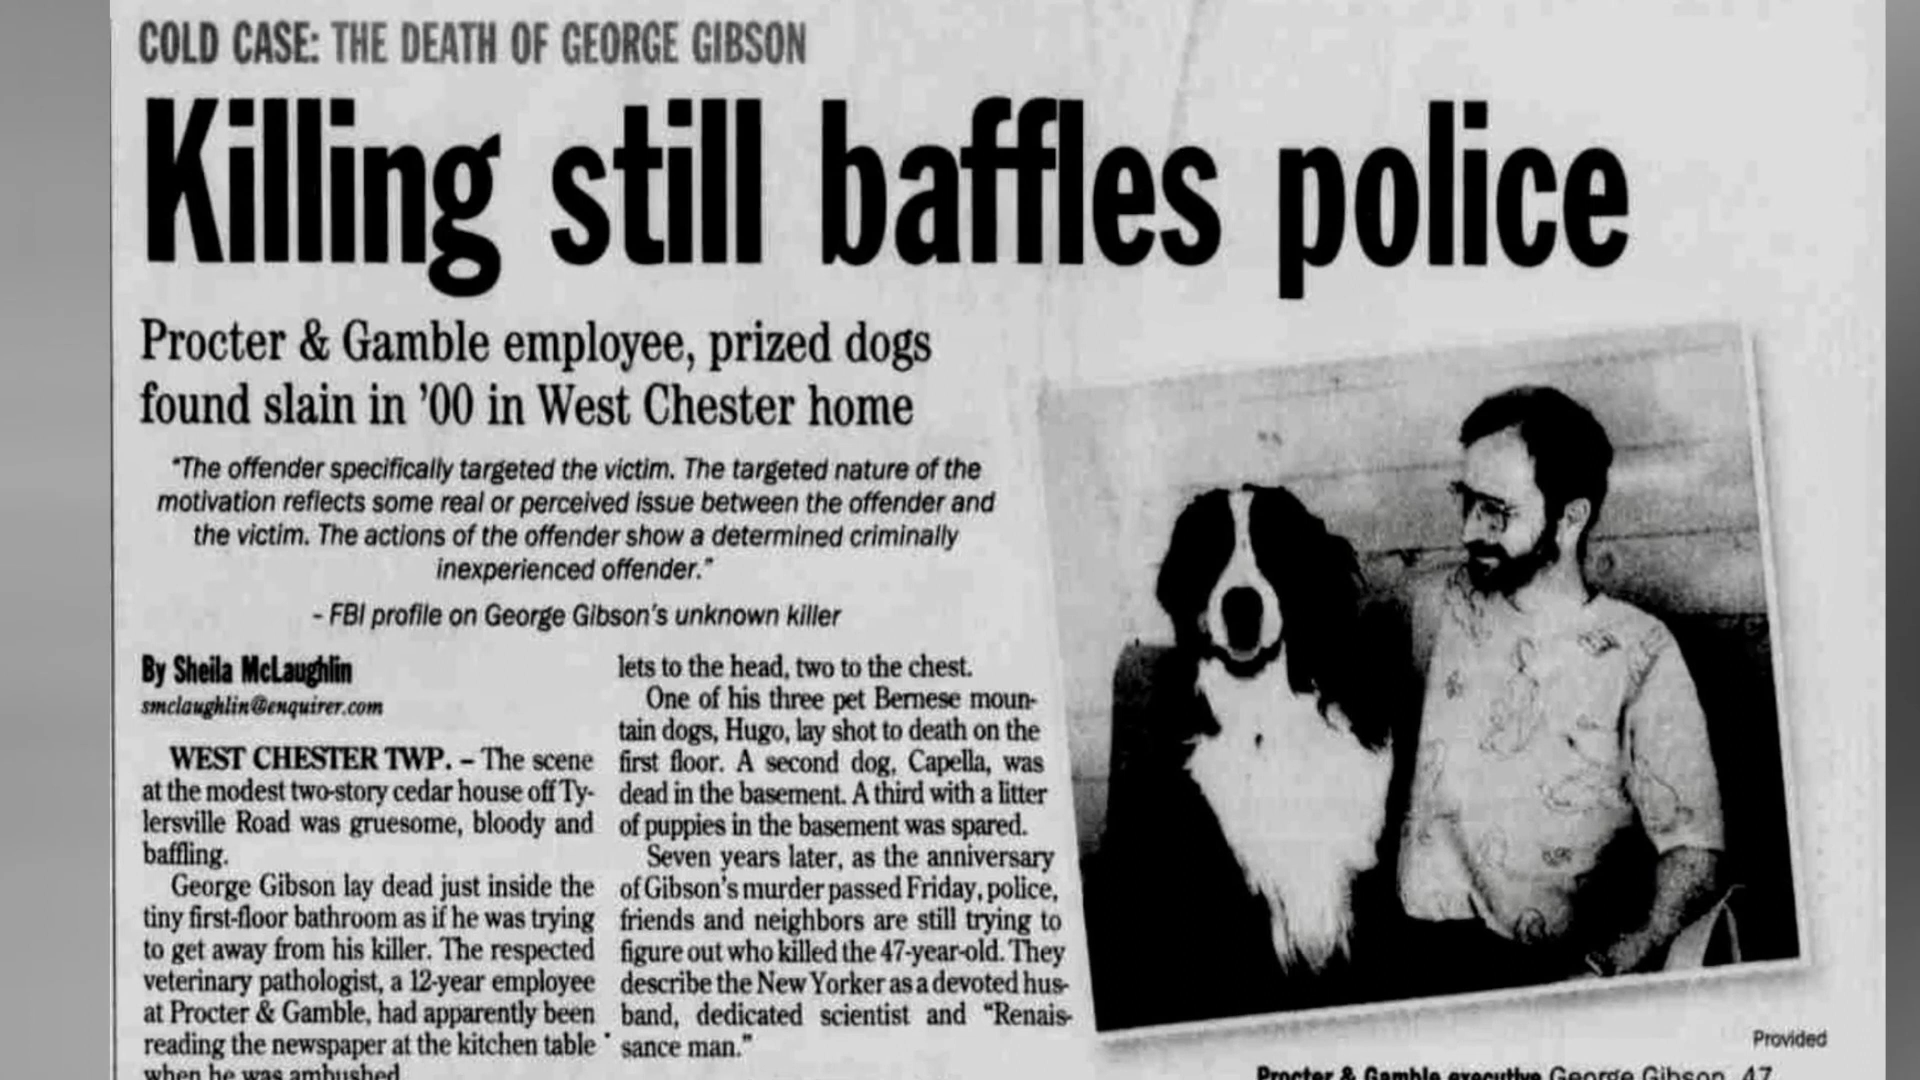 COLD CASE: THE DEATH OF GEORGE GIBSON
Killing still baffles police
Procter & Gamble employee, prized dogs
found slain in ’00 in West Chester home
"The offender specifically targeted the victim. The targeted nature of the
motivation reflects some real or perceived issue between the offender and
the victim. The actions of the offender show a determined criminally
inexperienced offender."
- FBI profile on George Gibson's unknown killer
By Sheila McLaughlin
smclaughlin@enquirer.com
WEST CHESTER TWP. – The scene
at the modest two-story cedar house off Ty-
lersville Road was gruesome, bloody and
baffling.
George Gibson lay dead just inside the
tiny first-floor bathroom as if he was trying
to get away from his killer. The respected
veterinary pathologist, a 12-year employee
at Procter & Gamble, had apparently been
reading the newspaper at the kitchen table
when he was ambushed
lets to the head, two to the chest.
One of his three pet Bernese moun-
tain dogs, Hugo, lay shot to death on the
first floor. A second dog, Capella, was
dead in the basement. A third with a litter
of puppies in the basement was spared.
Seven years later, as the anniversary
of Gibson's murder passed Friday, police,
friends and neighbors are still trying to
figure out who killed the 47-year-old. They
describe the New Yorker as a devoted hus-
band, dedicated scientist and “Renais-
sance man.”
Provided
Procter & Gamble executive George Gibson, 47